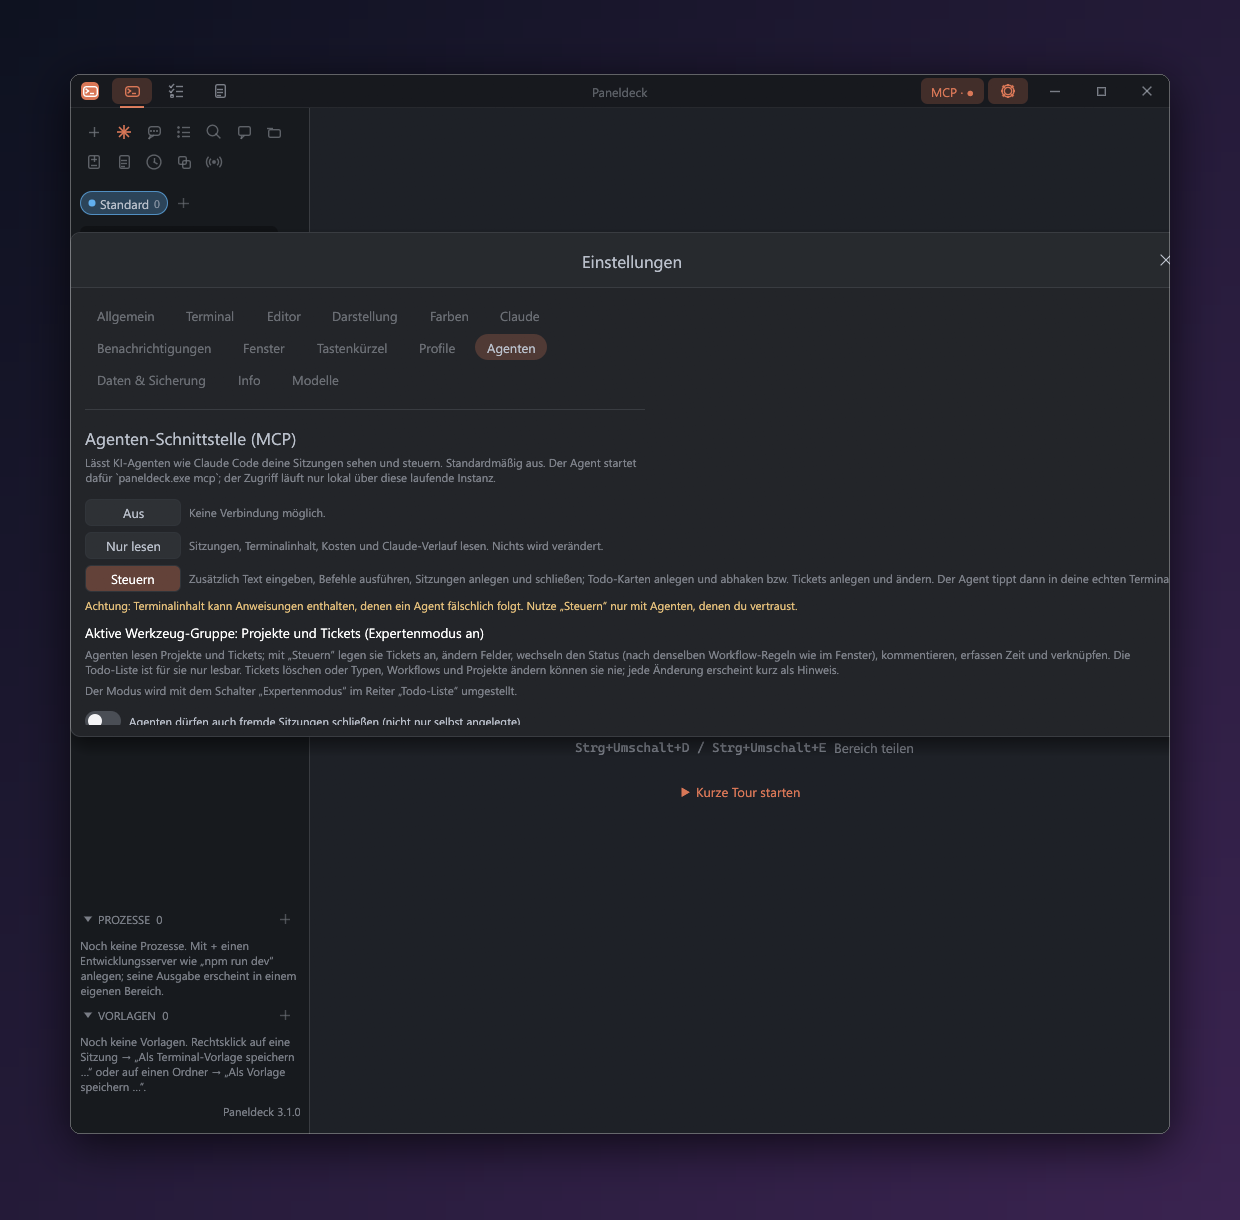 Paneldeck
MCP · ●
Standard 0
Einstellungen
Allgemein Terminal Editor Darstellung Farben Claude
Benachrichtigungen Fenster Tastenkürzel Profile Agenten
Daten & Sicherung Info Modelle
Agenten-Schnittstelle (MCP)
Lässt KI-Agenten wie Claude Code deine Sitzungen sehen und steuern. Standardmäßig aus. Der Agent startet
dafür `paneldeck.exe mcp`; der Zugriff läuft nur lokal über diese laufende Instanz.
Aus Keine Verbindung möglich.
Nur lesen Sitzungen, Terminalinhalt, Kosten und Claude-Verlauf lesen. Nichts wird verändert.
Steuern Zusätzlich Text eingeben, Befehle ausführen, Sitzungen anlegen und schließen; Todo-Karten anlegen und abhaken bzw. Tickets anlegen und ändern. Der Agent tippt dann in deine echten Termina
Achtung: Terminalinhalt kann Anweisungen enthalten, denen ein Agent fälschlich folgt. Nutze „Steuern“ nur mit Agenten, denen du vertraust.
Aktive Werkzeug-Gruppe: Projekte und Tickets (Expertenmodus an)
Agenten lesen Projekte und Tickets; mit „Steuern“ legen sie Tickets an, ändern Felder, wechseln den Status (nach denselben Workflow-Regeln wie im Fenster), kommentieren, erfassen Zeit und verknüpfen. Die
Todo-Liste ist für sie nur lesbar. Tickets löschen oder Typen, Workflows und Projekte ändern können sie nie; jede Änderung erscheint kurz als Hinweis.
Der Modus wird mit dem Schalter „Expertenmodus“ im Reiter „Todo-Liste“ umgestellt.
Agenten dürfen auch fremde Sitzungen schließen (nicht nur selbst angelegte)
Strg+Umschalt+D / Strg+Umschalt+E Bereich teilen
▶ Kurze Tour starten
PROZESSE 0
Noch keine Prozesse. Mit + einen
Entwicklungsserver wie „npm run dev“
anlegen; seine Ausgabe erscheint in einem
eigenen Bereich.
VORLAGEN 0
Noch keine Vorlagen. Rechtsklick auf eine
Sitzung → „Als Terminal-Vorlage speichern
…“ oder auf einen Ordner → „Als Vorlage
speichern …“.
Paneldeck 3.1.0